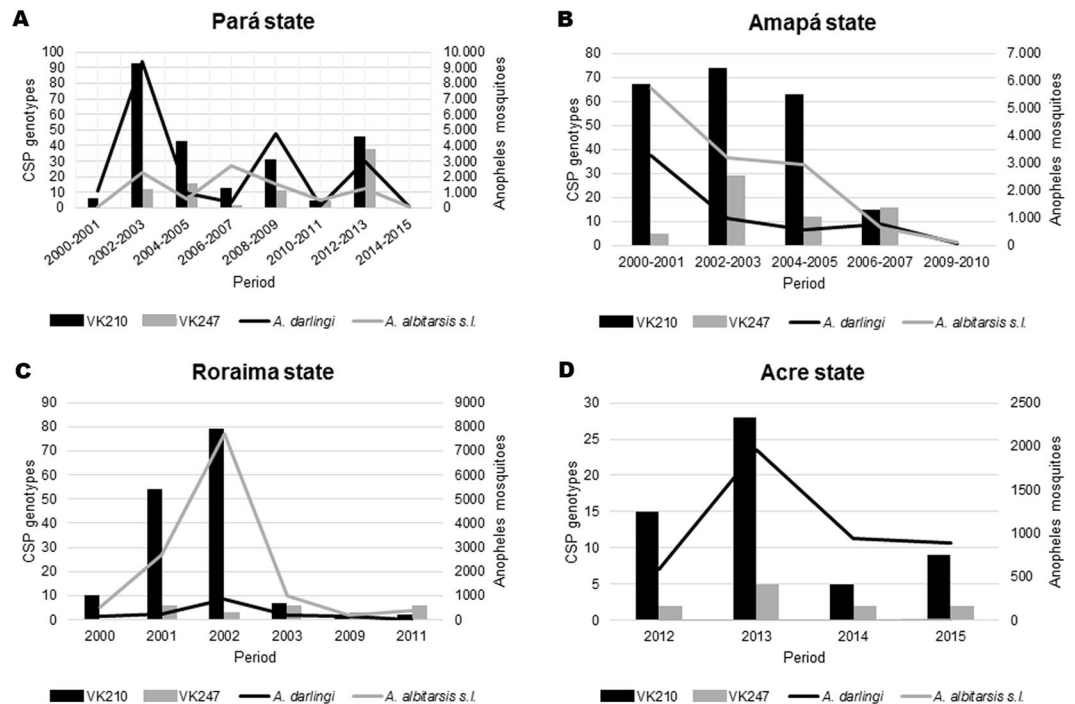 A
Pará state
CSP genotypes
100
90
80
70
60
50
40
30
20
10
0
10.000
9.000
8.000
7.000
6.000
5.000
4.000
3.000
2.000
1.000
0
Anopheles mosquitoes
2000-2001
2002-2003
2004-2005
2006-2007
2008-2009
2010-2011
2012-2013
2014-2015
Period
VK210 VK247 A. darlingi A. albitarsis s.l.
B
Amapá state
CSP genotypes
80
70
60
50
40
30
20
10
0
7.000
6.000
5.000
4.000
3.000
2.000
1.000
0
Anopheles mosquitoes
2000-2001 2002-2003 2004-2005 2006-2007 2009-2010
Period
VK210 VK247 A. darlingi A. albitarsis s.l.
C
Roraima state
CSP genotypes
90
80
70
60
50
40
30
20
10
0
9000
8000
7000
6000
5000
4000
3000
2000
1000
0
Anopheles mosquitoes
2000 2001 2002 2003 2009 2011
Period
VK210 VK247 A. darlingi A. albitarsis s.l.
D
Acre state
CSP genotypes
30
25
20
15
10
5
0
2500
2000
1500
1000
500
0
Anopheles mosquitoes
2012 2013 2014 2015
Period
VK210 VK247 A. darlingi A. albitarsis s.l.